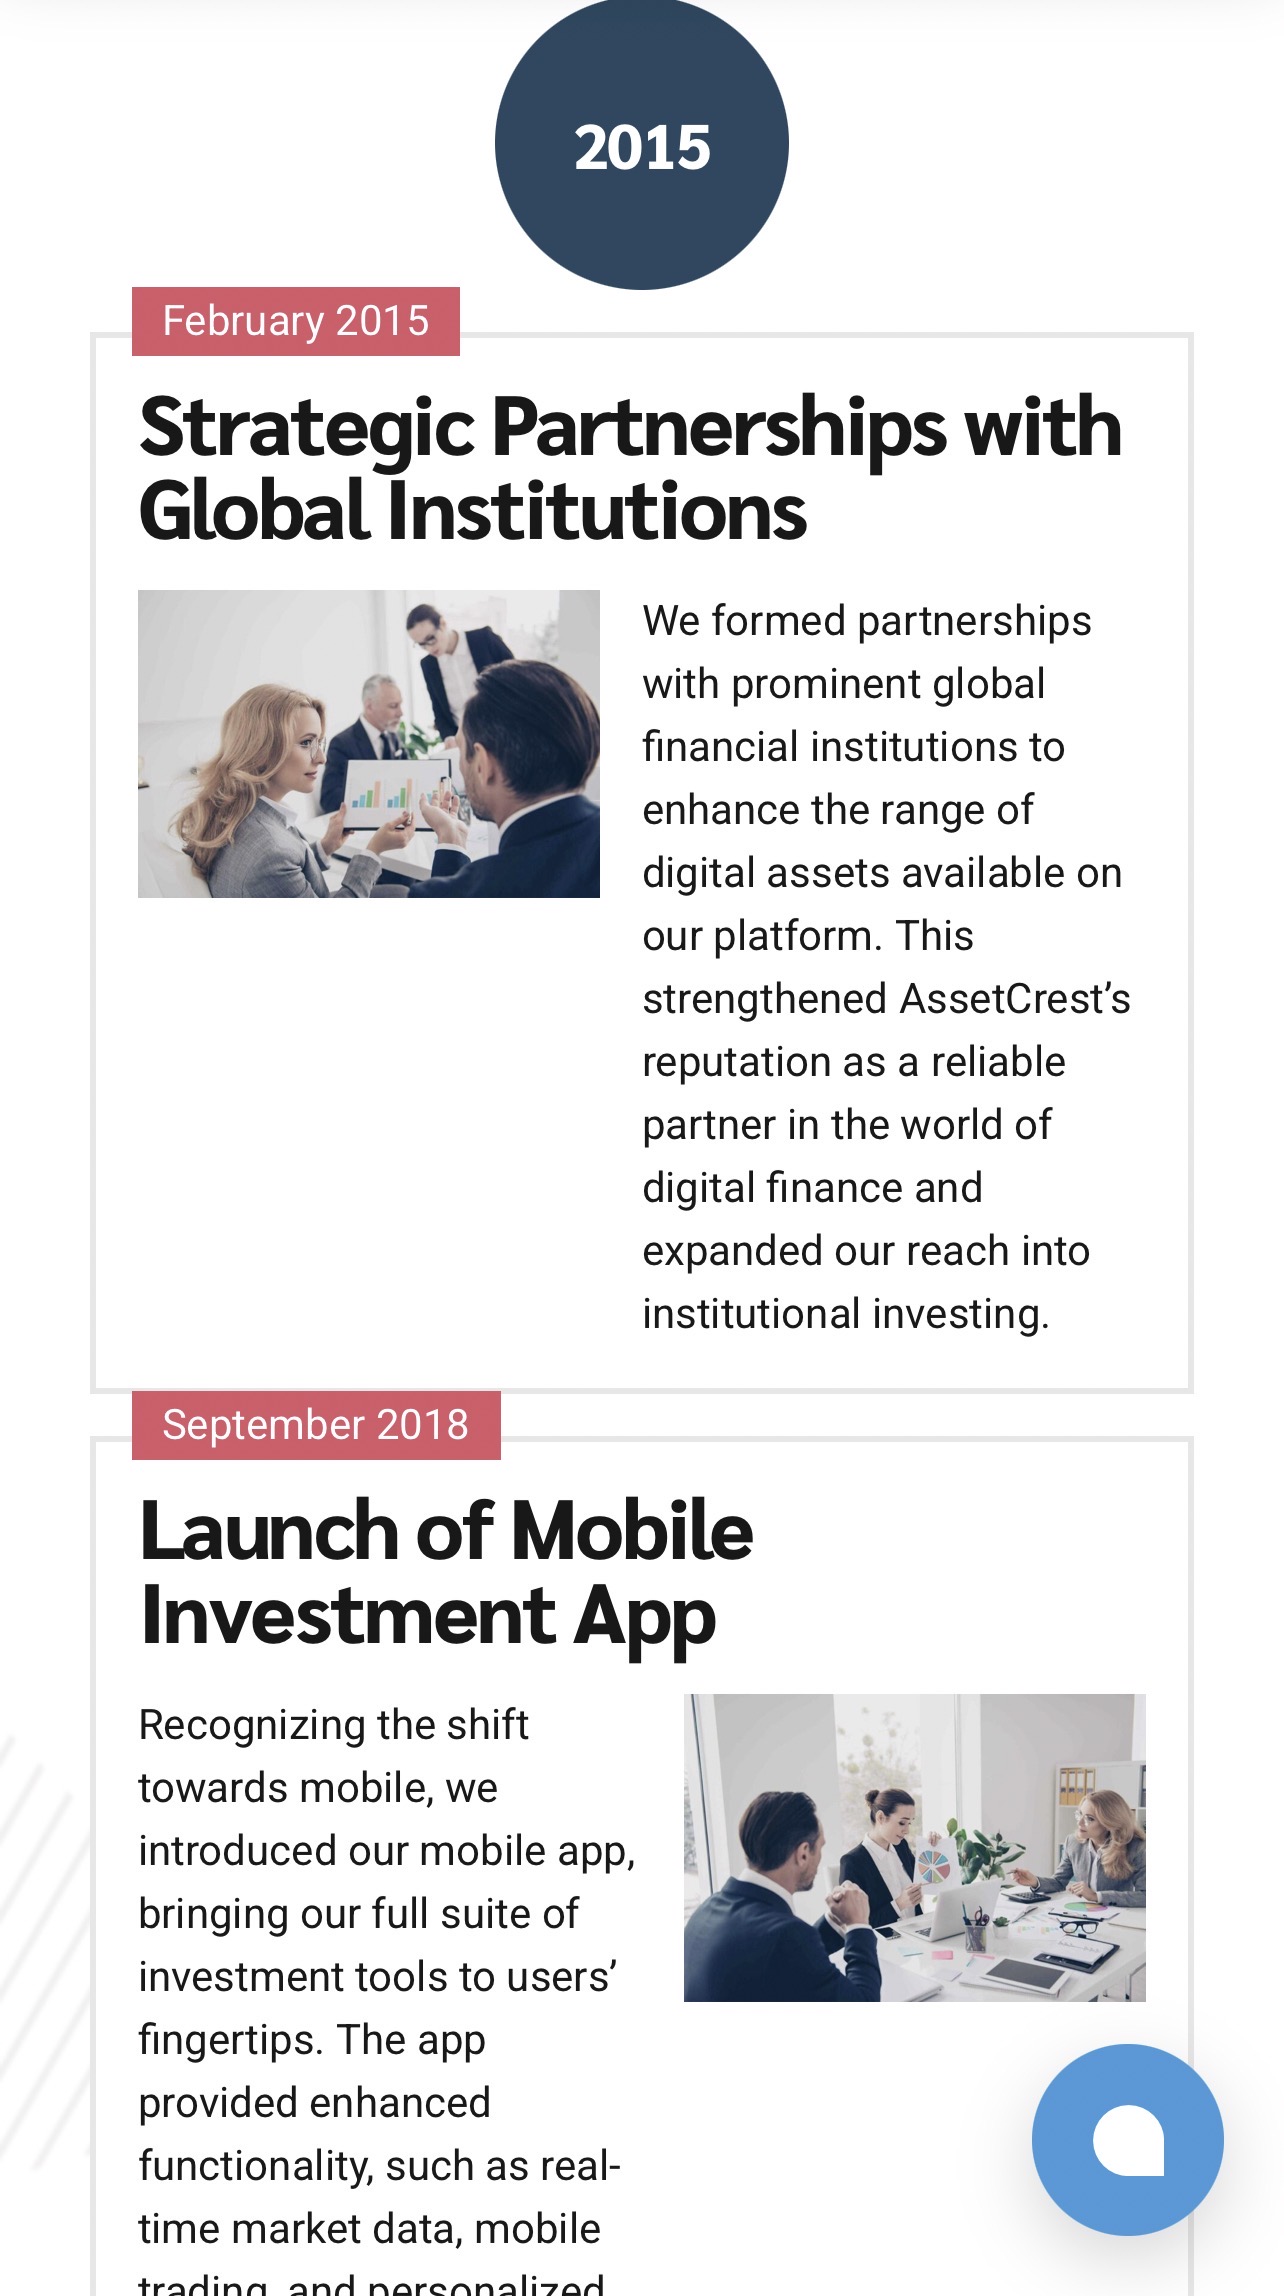 2015
February 2015
Strategic Partnerships with
Global Institutions
We formed partnerships
with prominent global
financial institutions to
enhance the range of
digital assets available on
our platform. This
strengthened AssetCrest’s
reputation as a reliable
partner in the world of
digital finance and
expanded our reach into
institutional investing.
September 2018
Launch of Mobile
Investment App
Recognizing the shift
towards mobile, we
introduced our mobile app,
bringing our full suite of
investment tools to users’
fingertips. The app
provided enhanced
functionality, such as real-
time market data, mobile
trading, and personalized